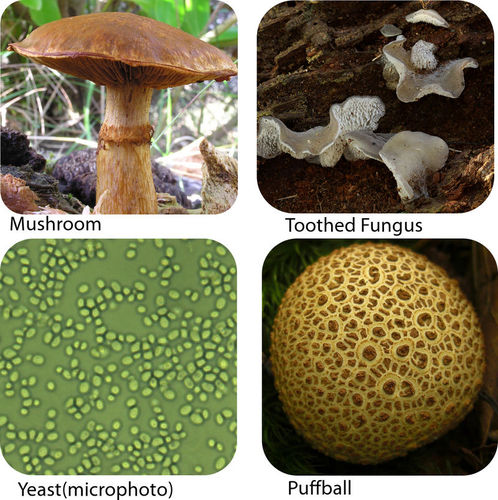 Mushroom
Toothed Fungus
Yeast(microphoto)
Puffball